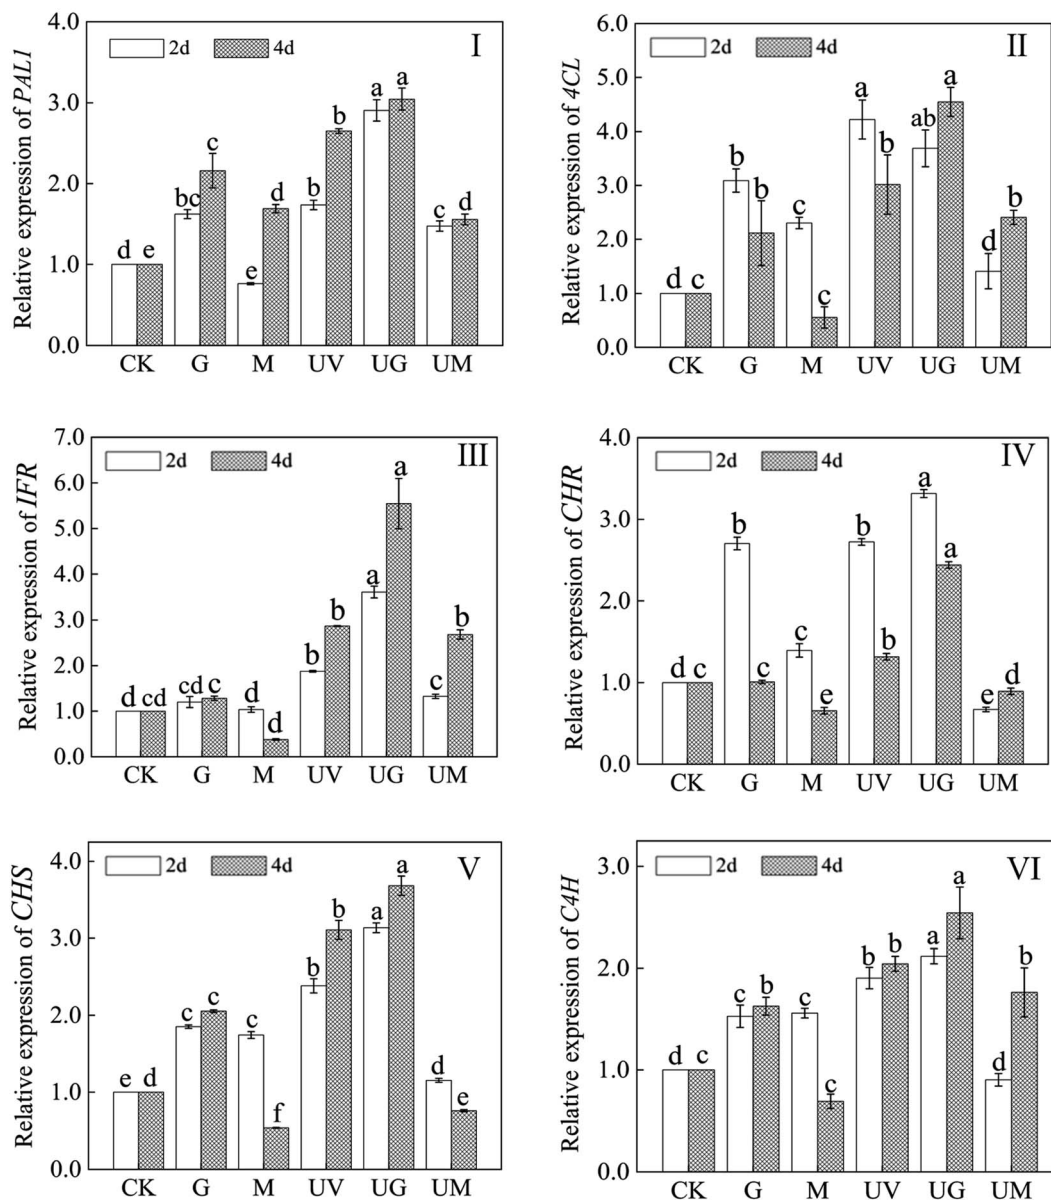 Relative expression of PAL1
4.0
3.0
2.0
1.0
0.0
2d 4d
I
d e bc c e d b b a a c d
CK G M UV UG UM
Relative expression of 4CL
6.0
5.0
4.0
3.0
2.0
1.0
0.0
2d 4d
II
d c b b c c a b ab a d b
CK G M UV UG UM
Relative expression of IFR
7.0
6.0
5.0
4.0
3.0
2.0
1.0
0.0
2d 4d
III
d cd cd c d d b b a a c b
CK G M UV UG UM
Relative expression of CHR
4.0
3.0
2.0
1.0
0.0
2d 4d
IV
d c b c c e b b a a e d
CK G M UV UG UM
Relative expression of CHS
4.0
3.0
2.0
1.0
0.0
2d 4d
V
e d c c c f b b a a d e
CK G M UV UG UM
Relative expression of C4H
3.0
2.0
1.0
0.0
2d 4d
VI
d c c b c c b b a a d b
CK G M UV UG UM